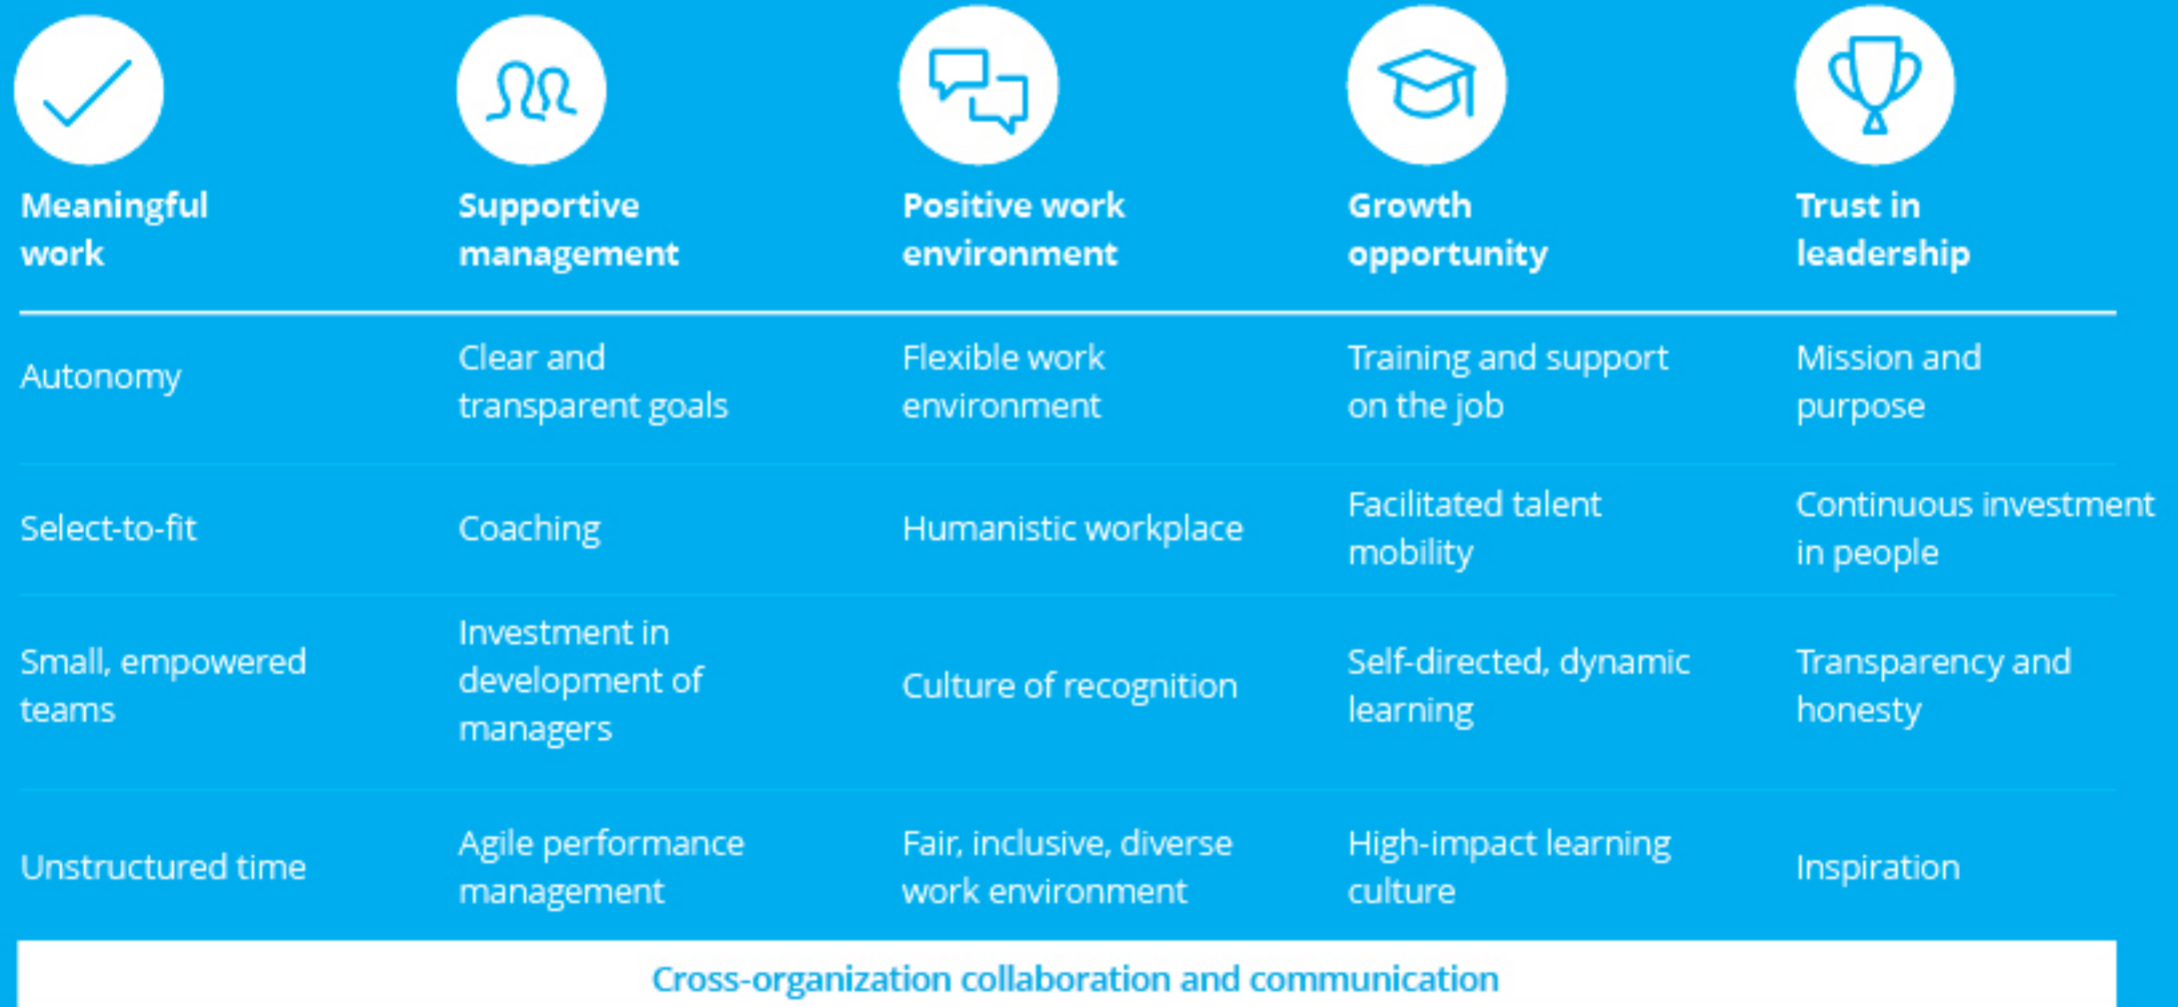 Meaningful
work
Supportive
management
Positive work
environment
Growth
opportunity
Trust in
leadership
Autonomy
Clear and
transparent goals
Flexible work
environment
Training and support
on the job
Mission and
purpose
Select-to-fit
Coaching
Humanistic workplace
Facilitated talent
mobility
Continuous investment
in people
Small, empowered
teams
Investment in
development of
managers
Culture of recognition
Self-directed, dynamic
learning
Transparency and
honesty
Unstructured time
Agile performance
management
Fair, inclusive, diverse
work environment
High-impact learning
culture
Inspiration
Cross-organization collaboration and communication